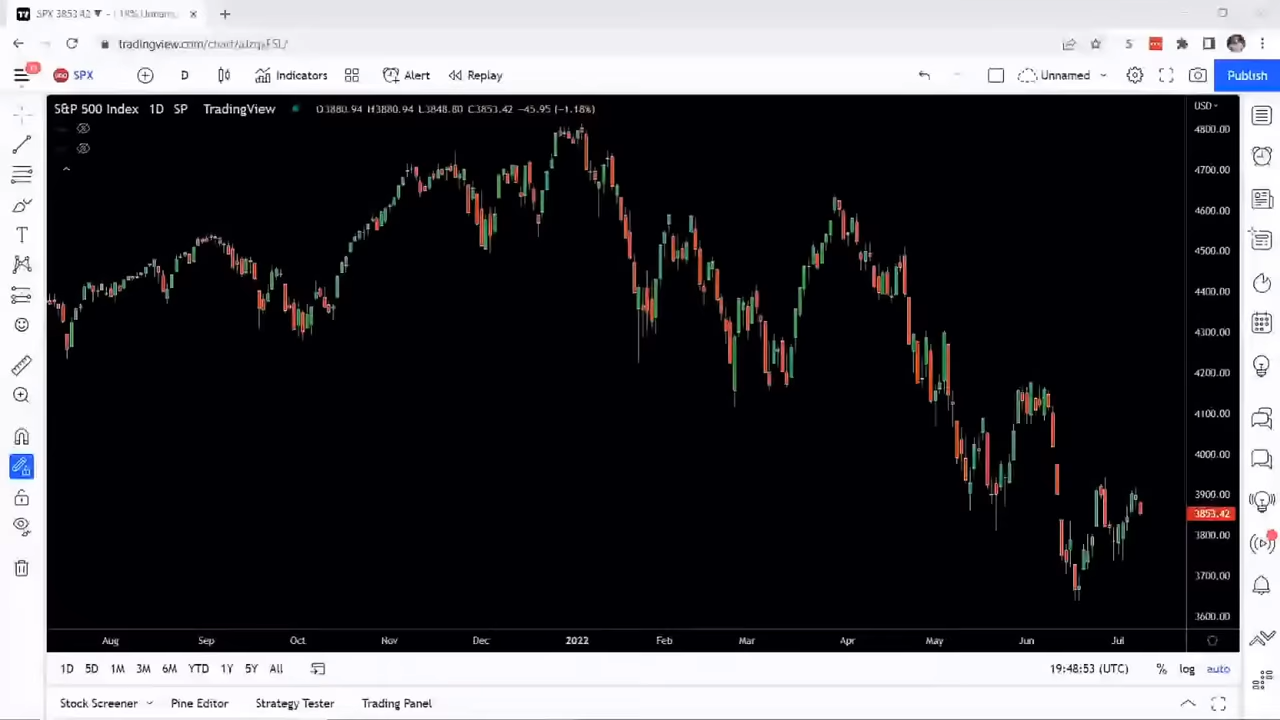 SPX 3853.42 ▼
tradingview.com/chart/
SPX
D
Indicators
Alert
Replay
Unnamed
Publish
S&P 500 Index 1D SP TradingView
O3880.94 H3880.94 L3848.80 C3853.42 -45.95 (-1.18%)
USD
4800.00
4700.00
4600.00
4500.00
4400.00
4300.00
4200.00
4100.00
4000.00
3900.00
3853.42
3800.00
3700.00
3600.00
Aug Sep Oct Nov Dec 2022 Feb Mar Apr May Jun Jul
1D 5D 1M 3M 6M YTD 1Y 5Y All
19:48:53 (UTC) % log auto
Stock Screener Pine Editor Strategy Tester Trading Panel